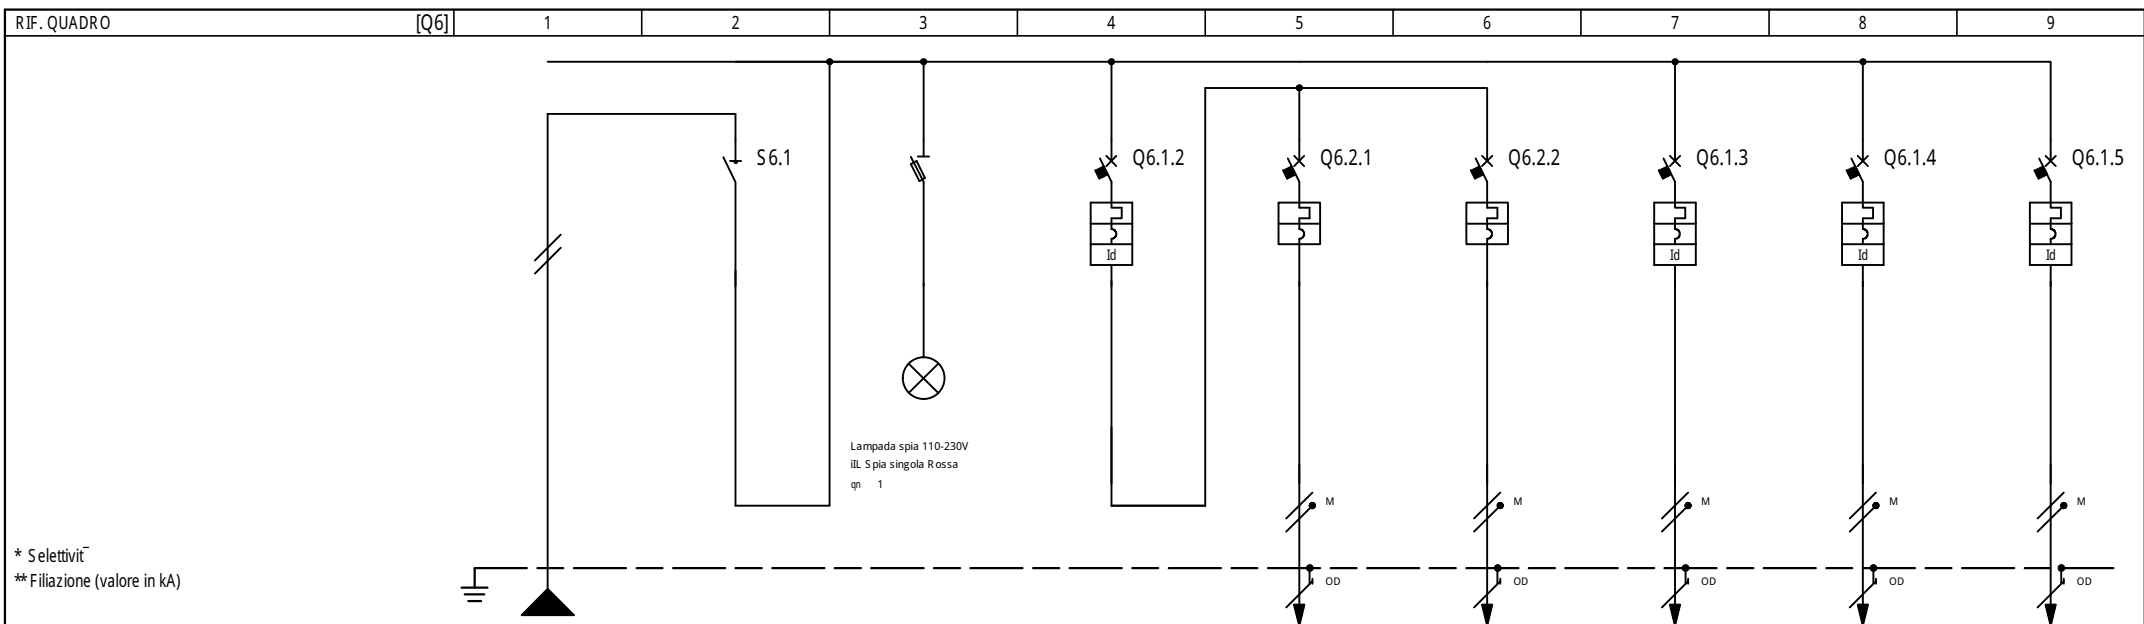 RIF. QUADRO [Q6] 1 2 3 4 5 6 7 8 9
S6.1 Q6.1.2 Q6.2.1 Q6.2.2 Q6.1.3 Q6.1.4 Q6.1.5
Id Id Id Id
Lampada spia 110-230V
iIL Spia singola Rossa
qn 1
M M M M M
* Selettivit¯
** Filiazione (valore in kA)
OD OD OD OD OD